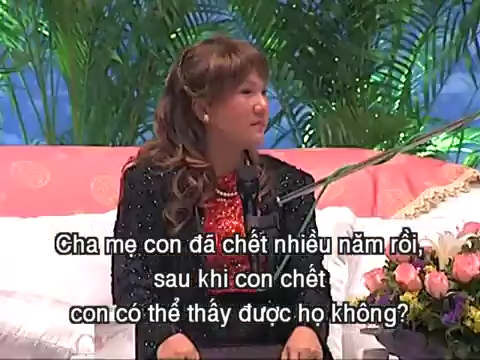 Cha mẹ con đã chết nhiều năm rồi,
sau khi con chết
con có thể thấy được họ không?